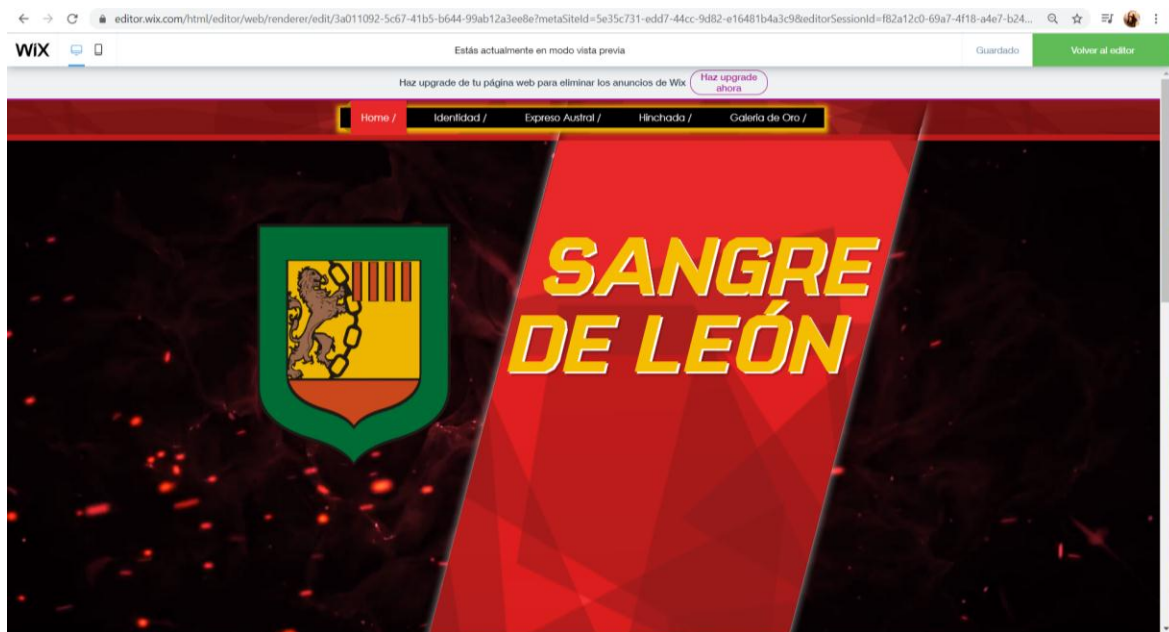 editor.wix.com/html/editor/web/renderer/edit/3a011092-5c67-41b5-b644-99ab12a3ee8e?metaSiteId=5e35c731-edd7-44cc-9d82-e16481b4a3c9&editorSessionId=f82a12c0-69a7-4f18-a4e7-b24...
WiX
Estás actualmente en modo vista previa
Guardado
Volver al editor
Haz upgrade de tu página web para eliminar los anuncios de Wix
Haz upgrade
ahora
Home /
Identidad /
Expreso Austral /
Hinchada /
Galería de Oro /
SANGRE
DE LEÓN